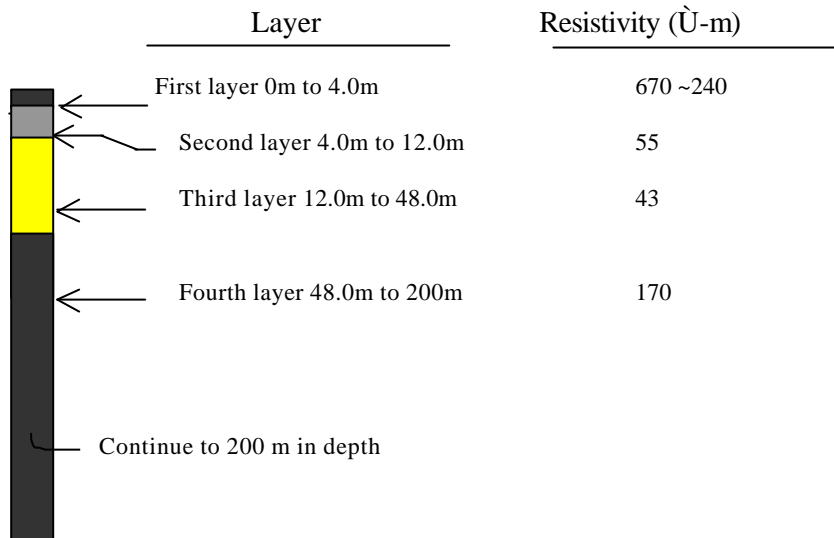 Layer Resistivity (Ù-m)
First layer 0m to 4.0m 670 ~240
Second layer 4.0m to 12.0m 55
Third layer 12.0m to 48.0m 43
Fourth layer 48.0m to 200m 170
Continue to 200 m in depth